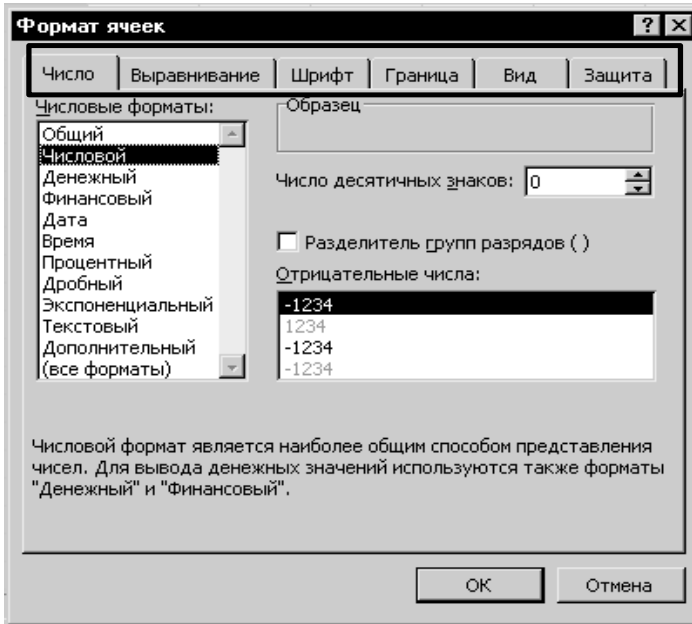 Формат ячеек
Число Выравнивание Шрифт Граница Вид Защита
Числовые форматы:
Общий
Числовой
Денежный
Финансовый
Дата
Время
Процентный
Дробный
Экспоненциальный
Текстовый
Дополнительный
(все форматы)
Образец
Число десятичных знаков: 0
Разделитель групп разрядов ( )
Отрицательные числа:
-1234
1234
-1234
-1234
Числовой формат является наиболее общим способом представления
чисел. Для вывода денежных значений используются также форматы
"Денежный" и "Финансовый".
ОК Отмена